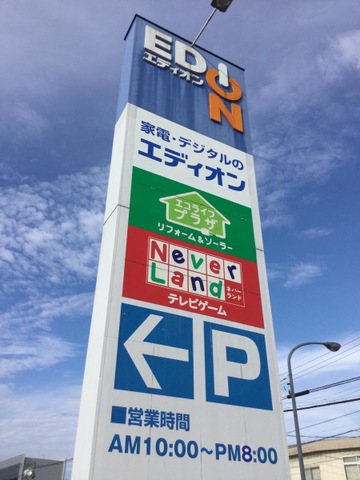 EDION
エディオン
家電・デジタルの
エディオン
エコライフ
プラザ
リフォーム&ソーラー
Never
Land
ネバー
ランド
テレビゲーム
P
■営業時間
AM10:00～PM8:00